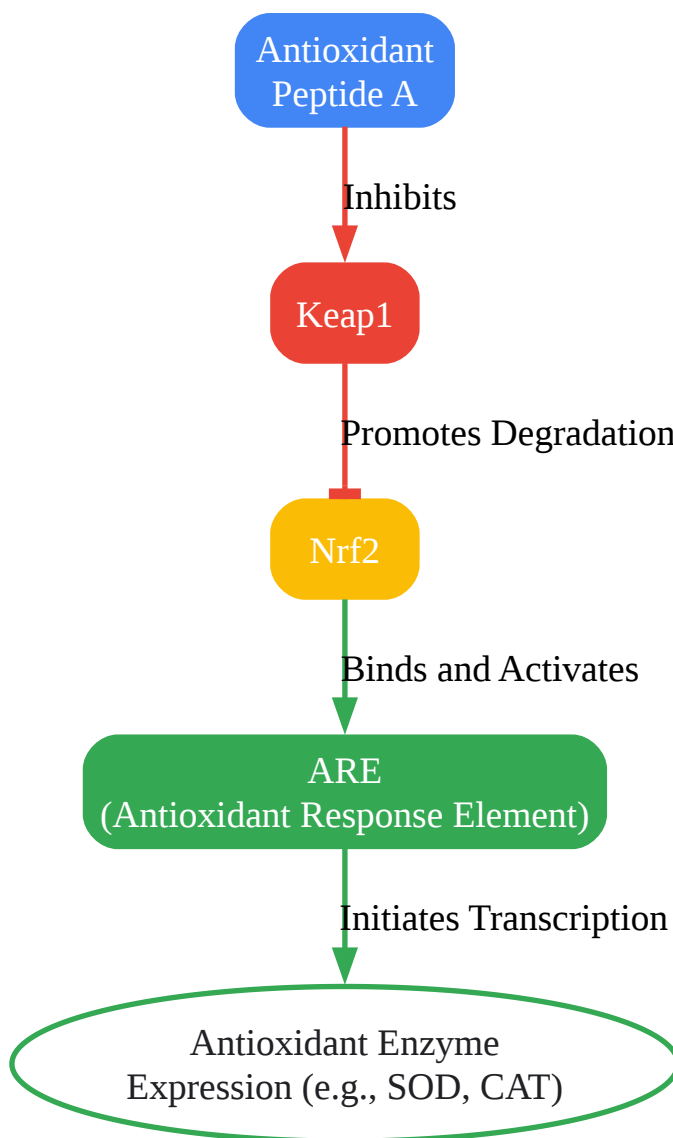 Antioxidant
Peptide A
Inhibits
Keap1
Promotes Degradation
Nrf2
Binds and Activates
ARE
(Antioxidant Response Element)
Initiates Transcription
Antioxidant Enzyme
Expression (e.g., SOD, CAT)